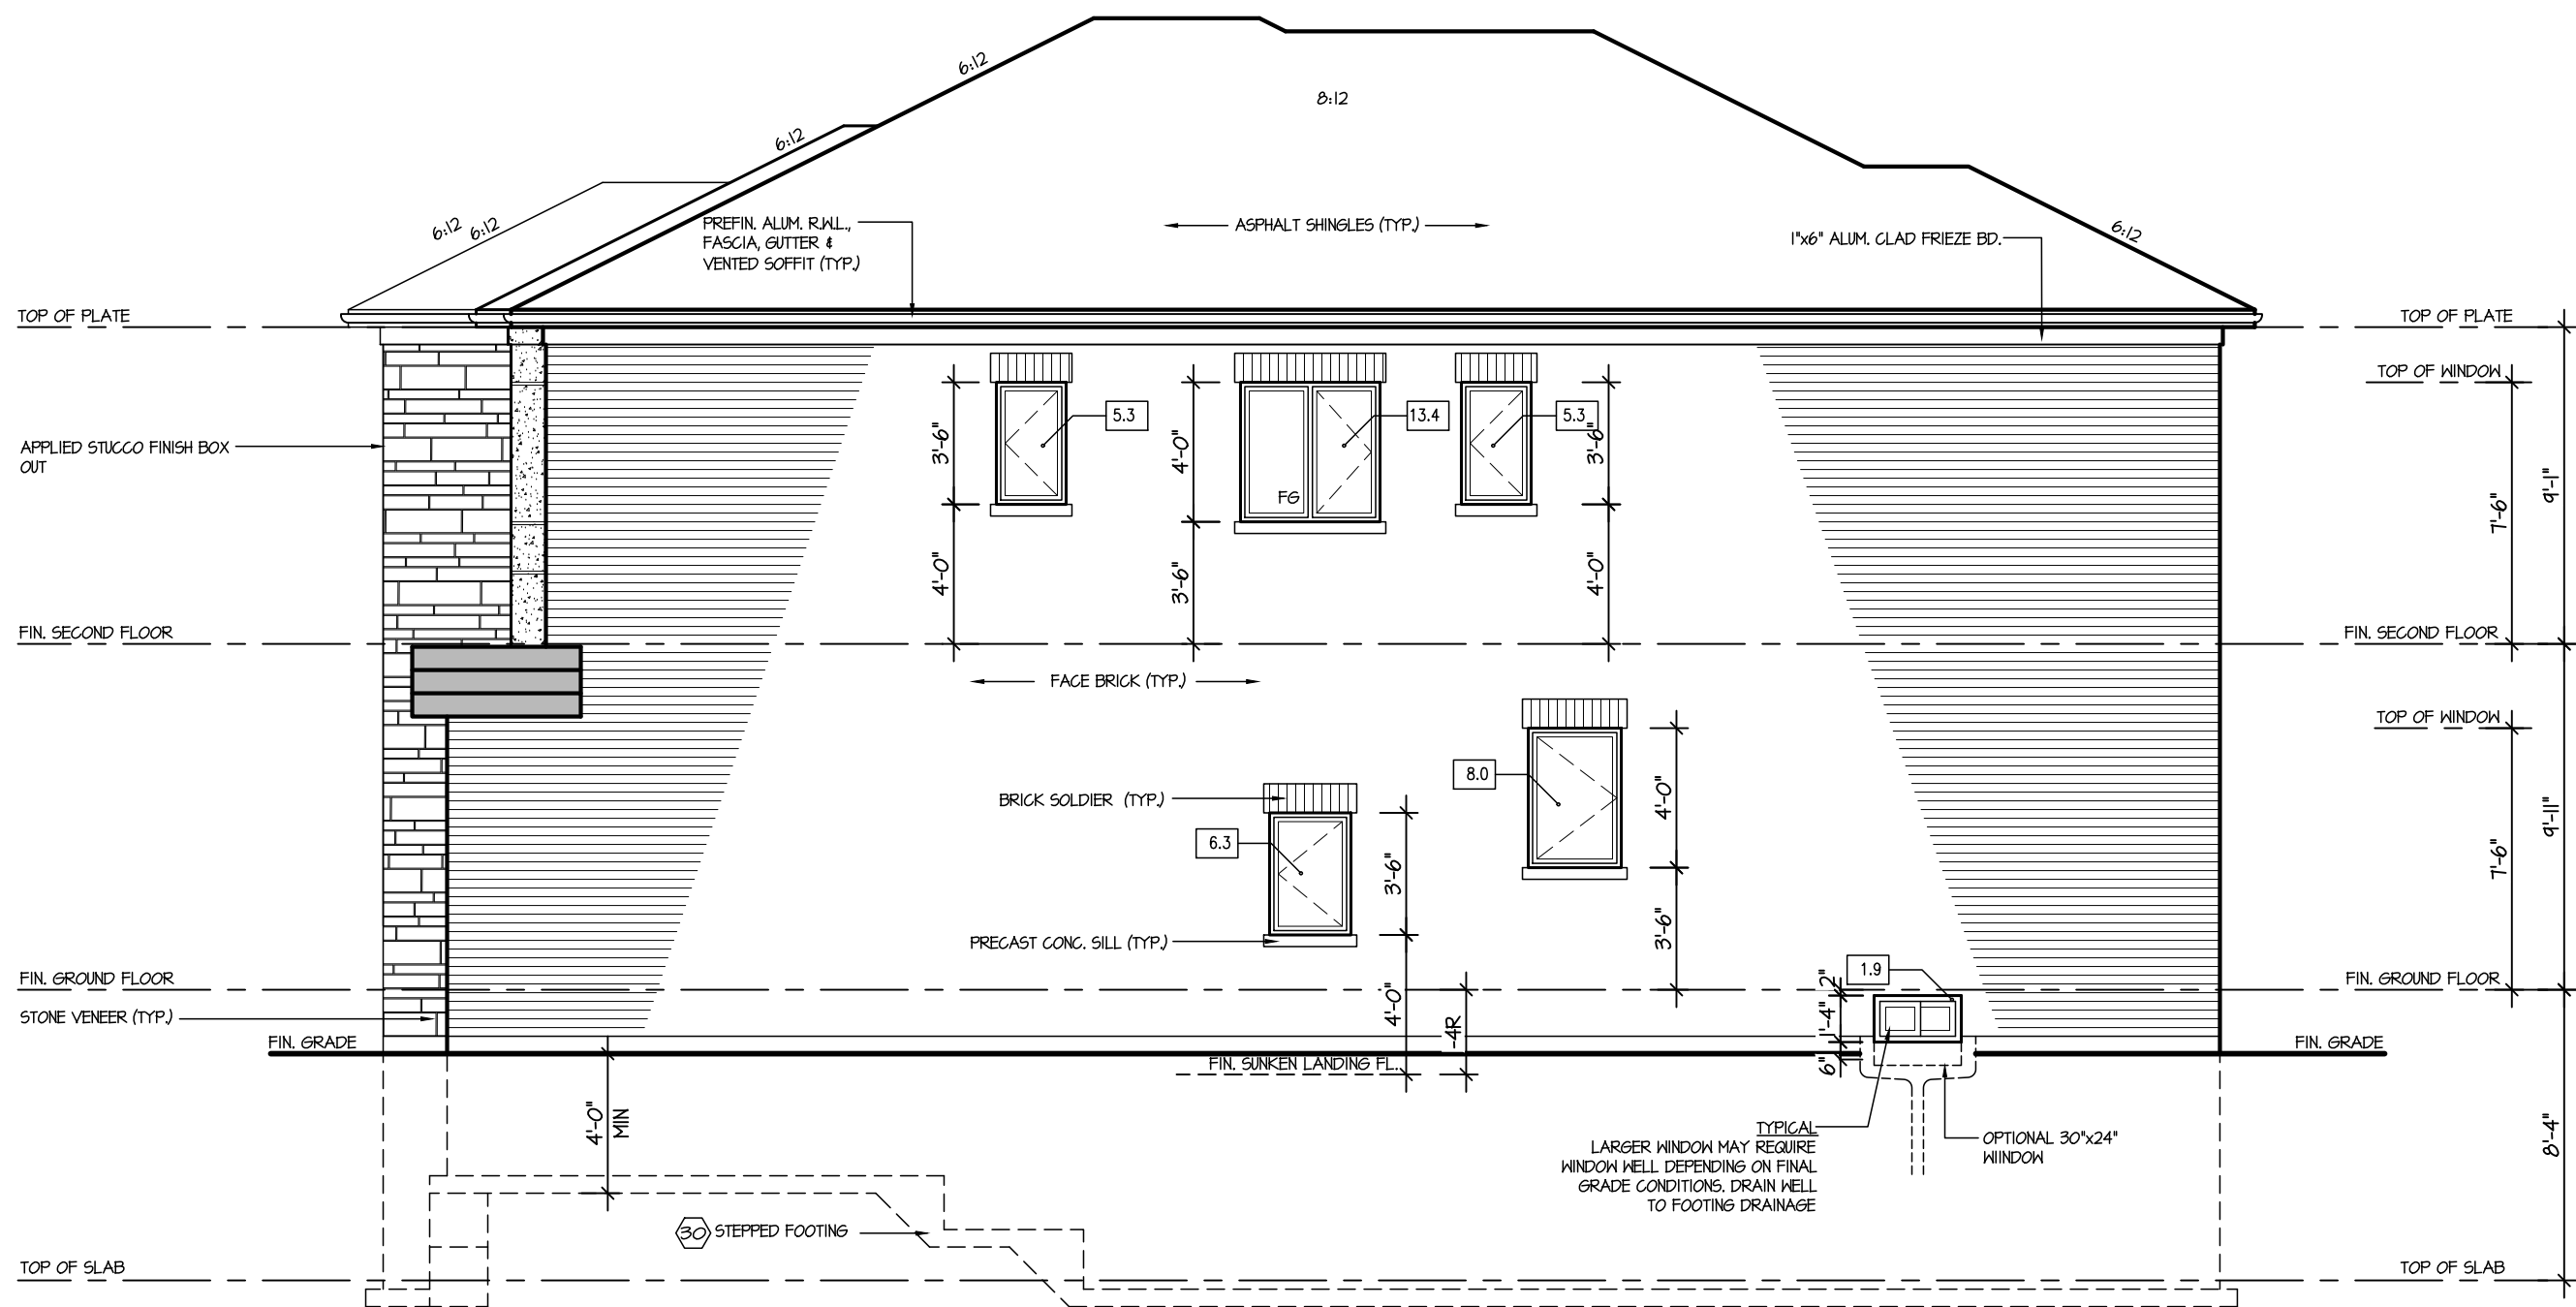 6:12
8:12
6:12
6:12
6:12
6:12
PREFIN. ALUM. R.W.L.,
FASCIA, GUTTER &
VENTED SOFFIT (TYP.)
ASPHALT SHINGLES (TYP.)
1"x6" ALUM. CLAD FRIEZE BD.
TOP OF PLATE
TOP OF PLATE
TOP OF WINDOW
APPLIED STUCCO FINISH BOX
OUT
5.3
13.4
5.3
3'-6"
4'-0"
3'-6"
FG
4'-0"
3'-6"
4'-0"
7'-6"
9'-1"
FIN. SECOND FLOOR
FIN. SECOND FLOOR
FACE BRICK (TYP.)
TOP OF WINDOW
8.0
BRICK SOLDIER (TYP.)
6.3
4'-0"
3'-6"
3'-6"
7'-6"
9'-11"
PRECAST CONC. SILL (TYP.)
FIN. GROUND FLOOR
FIN. GROUND FLOOR
1.9
2"
1'-4"
6"
4'-0"
-4R
STONE VENEER (TYP.)
FIN. GRADE
FIN. GRADE
FIN. SUNKEN LANDING FL.
4'-0"
MIN
TYPICAL
LARGER WINDOW MAY REQUIRE
WINDOW WELL DEPENDING ON FINAL
GRADE CONDITIONS. DRAIN WELL
TO FOOTING DRAINAGE
OPTIONAL 30"x24"
WIINDOW
8'-4"
30 STEPPED FOOTING
TOP OF SLAB
TOP OF SLAB